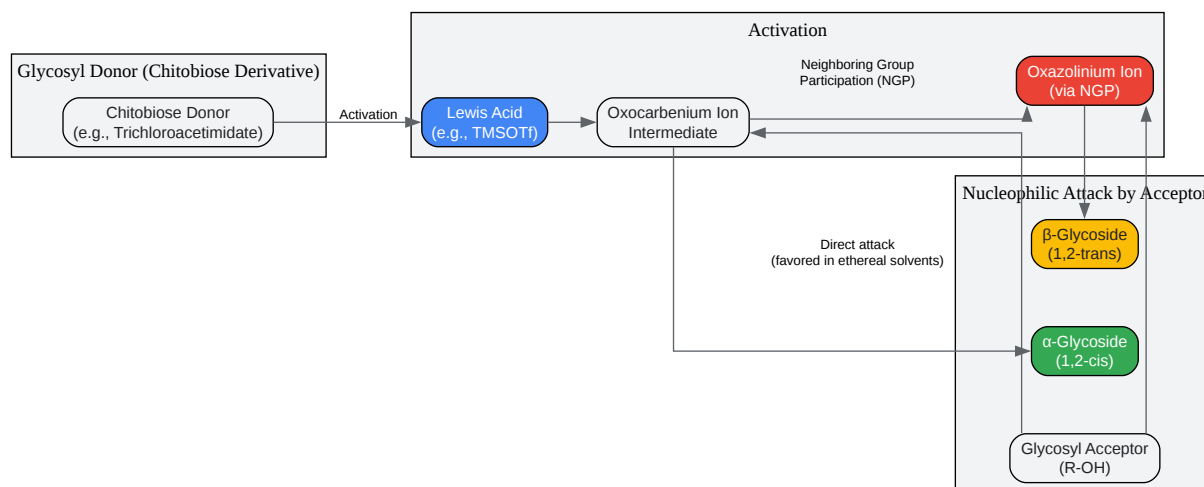 Activation
Glycosyl Donor (Chitobiose Derivative)
Chitobiose Donor
(e.g., Trichloroacetimidate)
Activation
Lewis Acid
(e.g., TMSOTf)
Oxocarbenium Ion
Intermediate
Neighboring Group
Participation (NGP)
Oxazolinium Ion
(via NGP)
Nucleophilic Attack by Acceptor
β-Glycoside
(1,2-trans)
Direct attack
(favored in ethereal solvents)
α-Glycoside
(1,2-cis)
Glycosyl Acceptor
(R-OH)